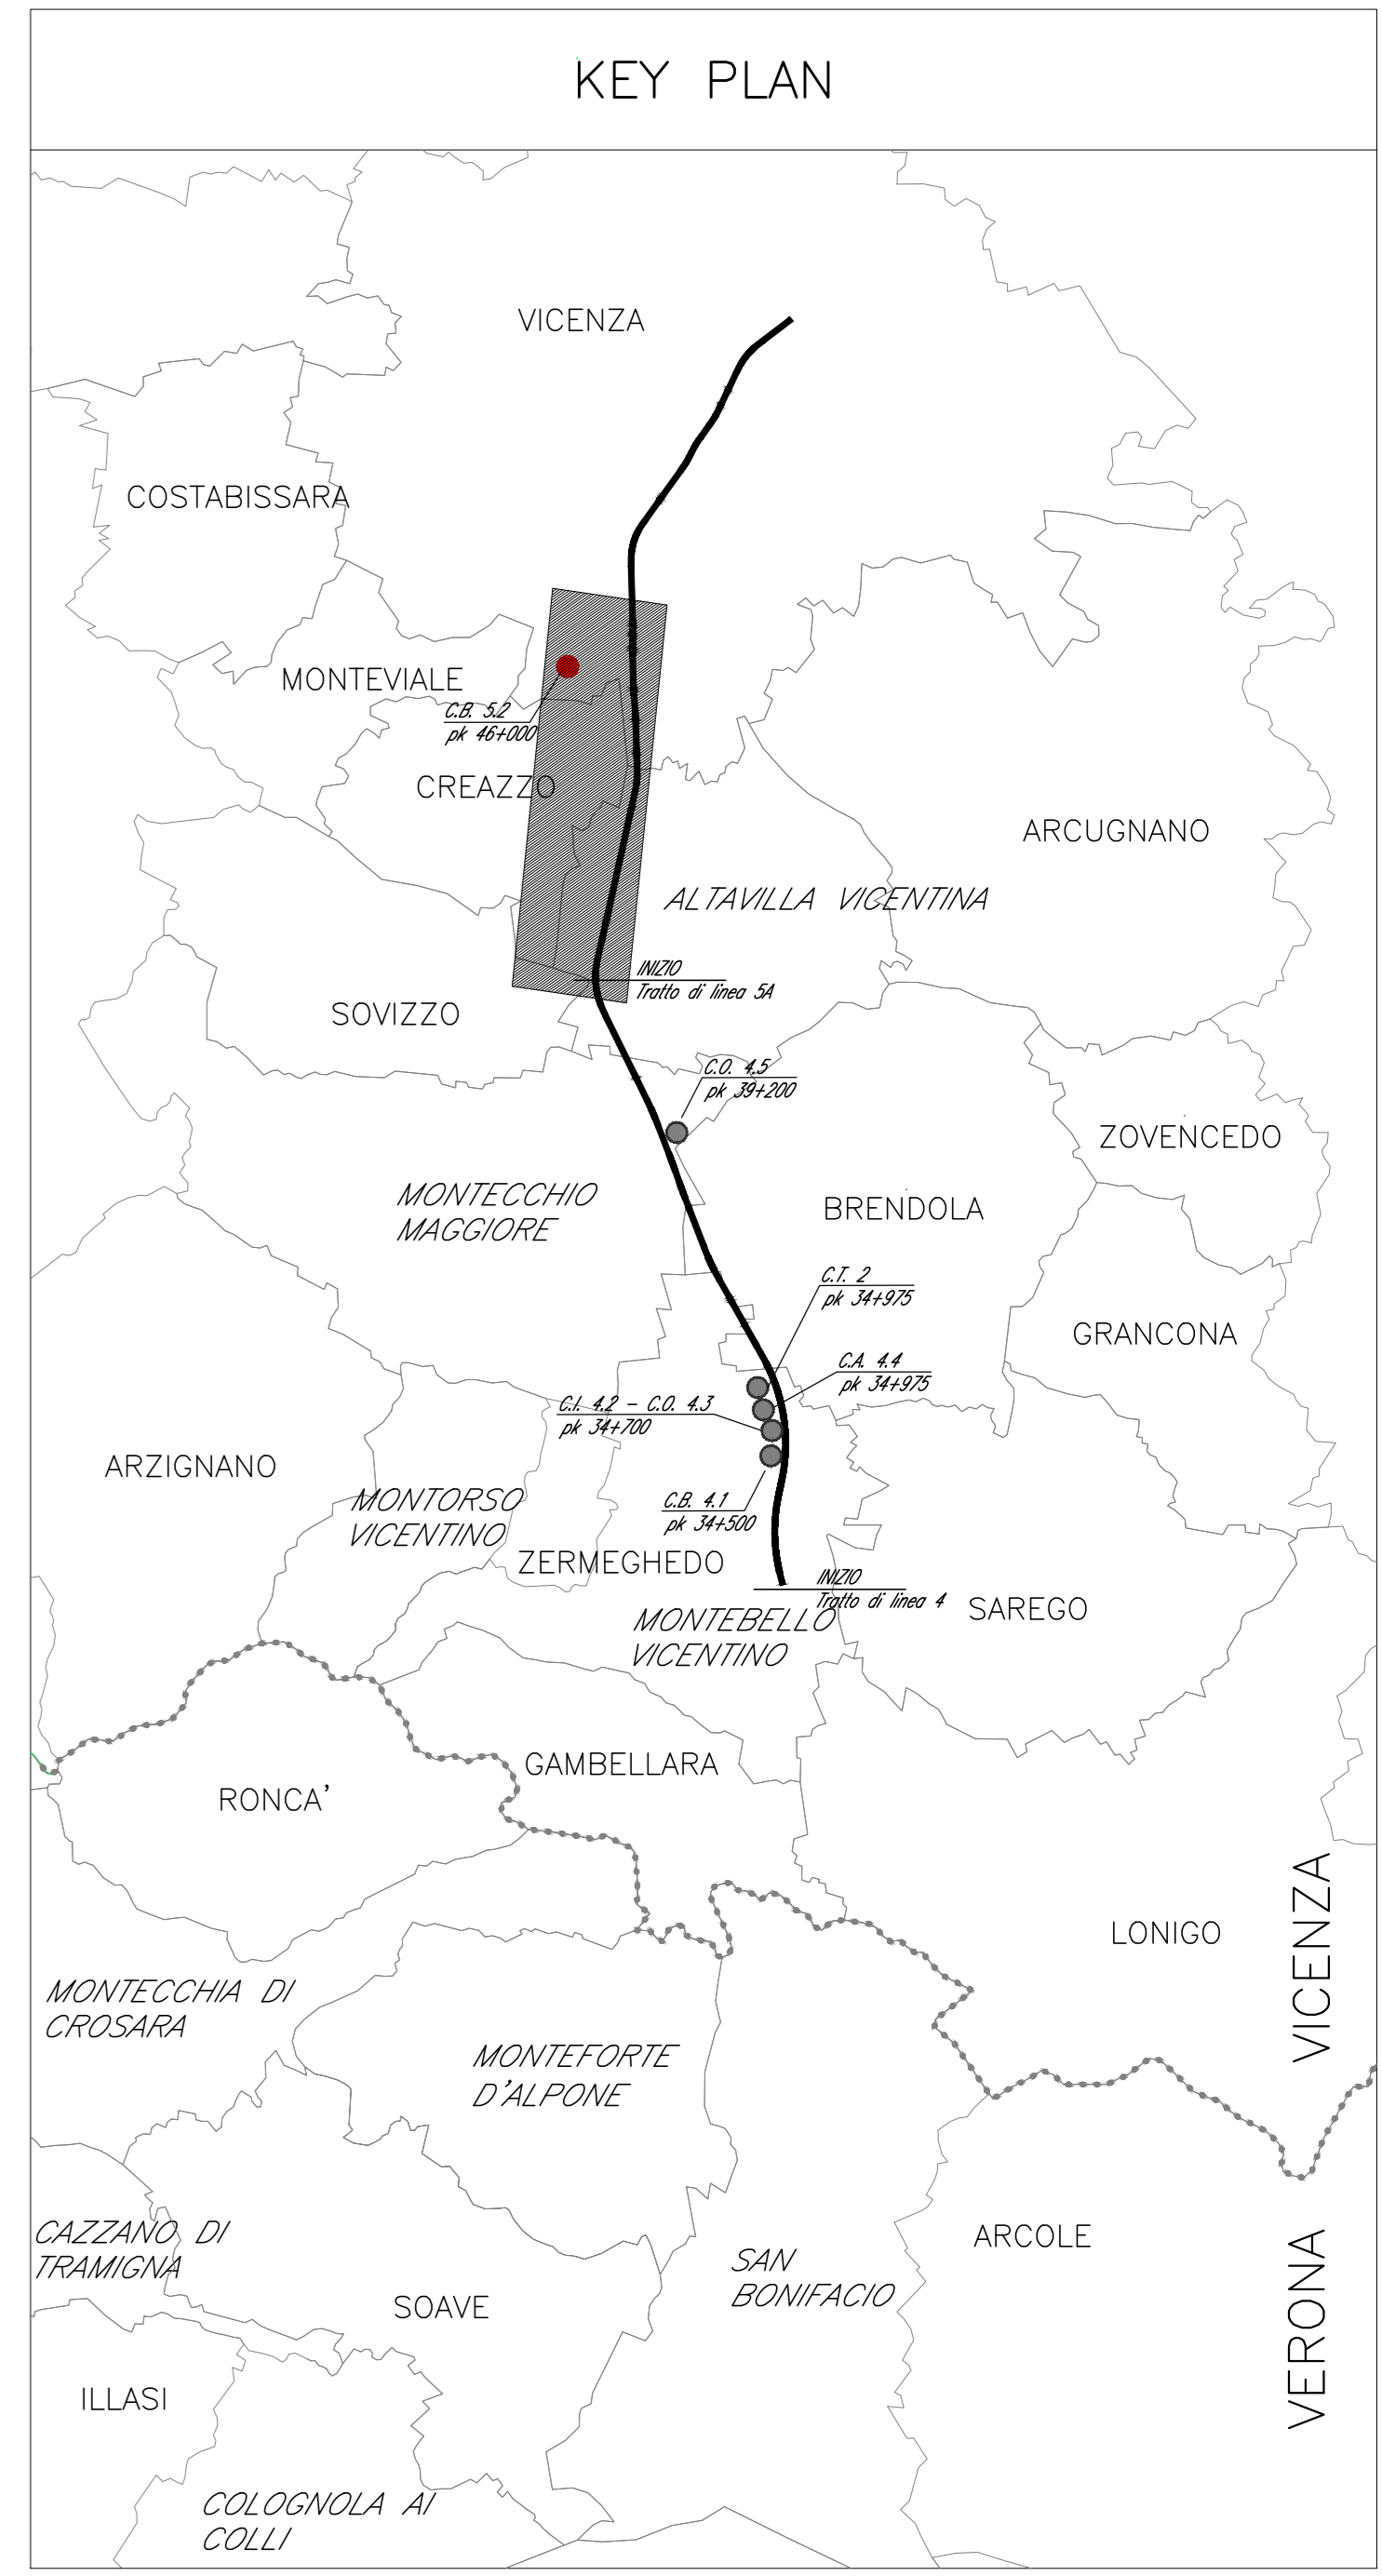 KEY PLAN
VICENZA
COSTABISSARA
MONTEVIALE
C.B. 5.2
pk 46+000
CREAZZO
ARCUGNANO
ALTAVILLA VICENTINA
INIZIO
Tratto di linea 5A
SOVIZZO
C.O. 4.5
pk 39+200
ZOVENCEDO
MONTECCHIO
MAGGIORE
BRENDOLA
C.T. 2
pk 34+975
GRANCONA
C.A. 4.4
pk 34+975
C.I. 4.2 - C.O. 4.3
pk 34+700
ARZIGNANO
MONTORSO
VICENTINO
C.B. 4.1
pk 34+500
ZERMEGHEDO
INIZIO
Tratto di linea 4
SAREGO
MONTEBELLO
VICENTINO
GAMBELLARA
RONCA'
LONIGO
VICENZA
MONTECCHIA DI
CROSARA
MONTEFORTE
D'ALPONE
CAZZANO DI
TRAMIGNA
ARCOLE
SAN
BONIFACIO
VERONA
SOAVE
ILLASI
COLOGNOLA AI
COLLI